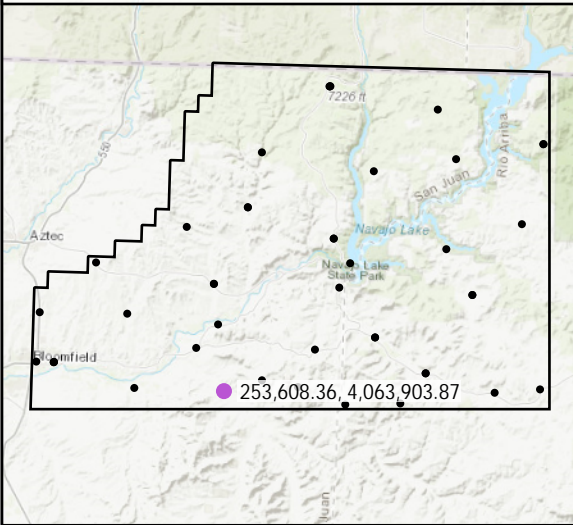 7226 ft
550
Rio Arriba
San Juan
Aztec
Navajo Lake
Navajo Lake
State Park
Bloomfield
253,608.36, 4,063,903.87